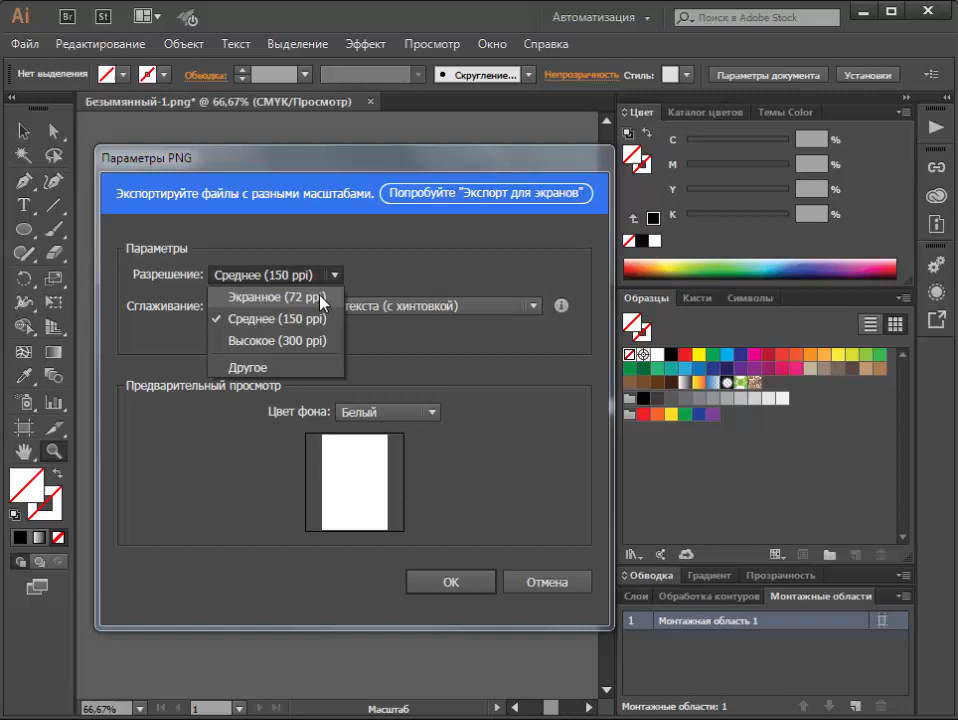 Ai Br St Автоматизация Поиск в Adobe Stock
Файл Редактирование Объект Текст Выделение Эффект Просмотр Окно Справка
Нет выделения Обводка: Скругление... Непрозрачность Стиль: Параметры документа Установки
Безымянный-1.png* @ 66,67% (CMYK/Просмотр) ×
Цвет Каталог цветов Темы Color
C %
M %
Y %
K %
Параметры PNG
Экспортируйте файлы с разными масштабами. Попробуйте "Экспорт для экранов"
Параметры
Разрешение: Среднее (150 ppi)
Сглаживание: текста (с хинтовкой)
Экранное (72 ppi)
Среднее (150 ppi)
Высокое (300 ppi)
Другое
Предварительный просмотр
Цвет фона: Белый
OK Отмена
Образцы Кисти Символы
Обводка Градиент Прозрачность
Слои Обработка контуров Монтажные области
1 Монтажная область 1
Монтажные области: 1
66,67% 1 Масштаб